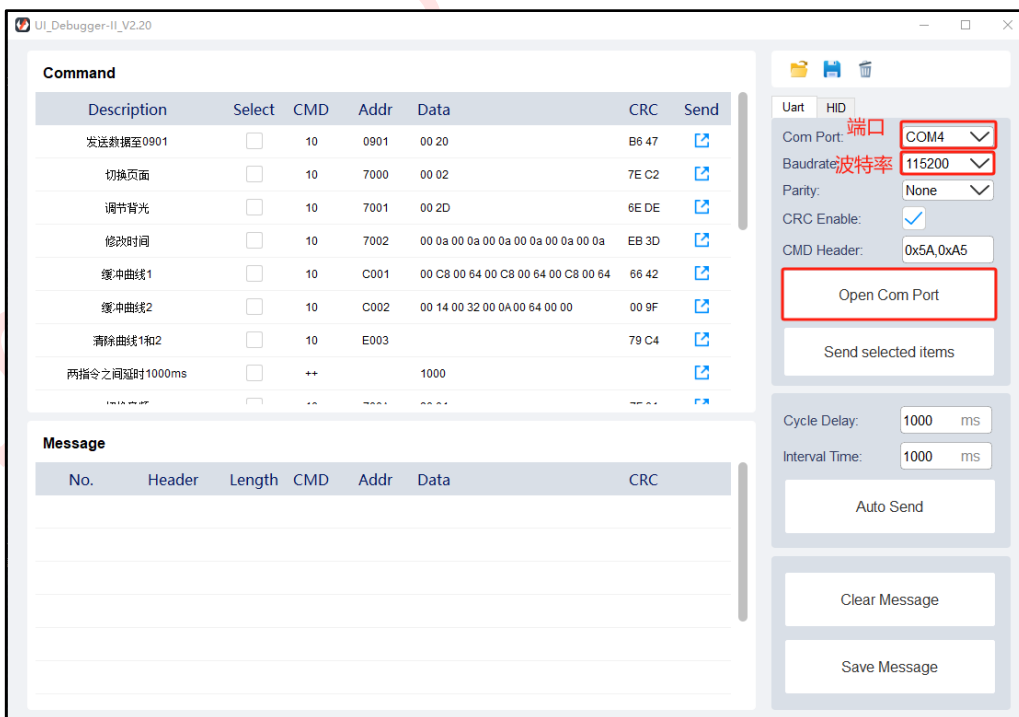 UI_Debugger-II_V2.20
Command
Description Select CMD Addr Data CRC Send
发送数据至0901 10 0901 00 20 B6 47
切换页面 10 7000 00 02 7E C2
调节背光 10 7001 00 2D 6E DE
修改时间 10 7002 00 0a 00 0a 00 0a 00 0a 00 0a 00 0a EB 3D
缓冲曲线1 10 C001 00 C8 00 64 00 C8 00 64 00 C8 00 64 66 42
缓冲曲线2 10 C002 00 14 00 32 00 0A 00 64 00 00 00 9F
清除曲线1和2 10 E003 79 C4
两指令之间延时1000ms ++ 1000
Message
No. Header Length CMD Addr Data CRC
Uart HID
Com Port: 端口 COM4
Baudrate 波特率 115200
Parity: None
CRC Enable:
CMD Header: 0x5A,0xA5
Open Com Port
Send selected items
Cycle Delay: 1000 ms
Interval Time: 1000 ms
Auto Send
Clear Message
Save Message